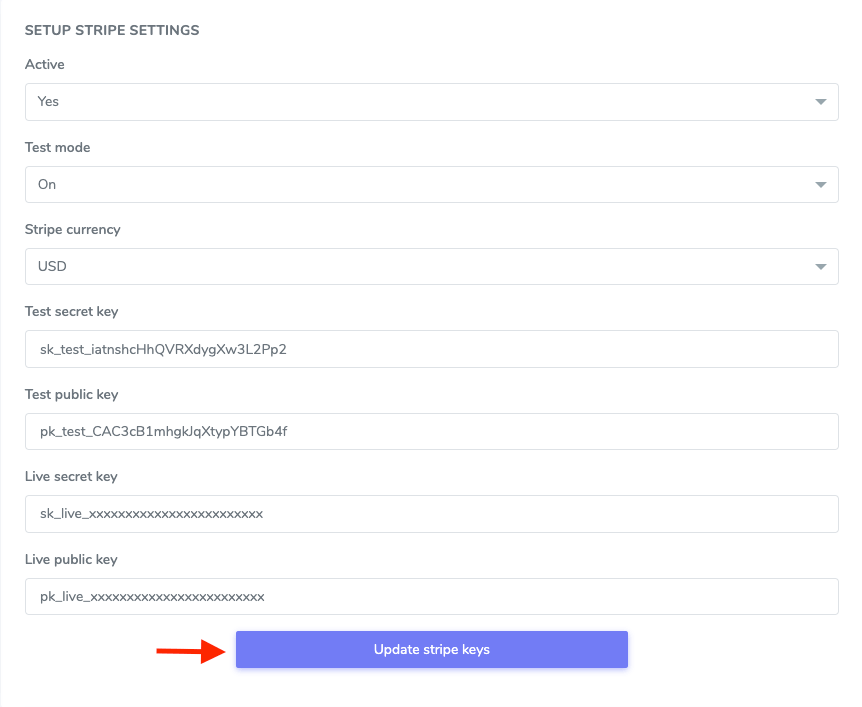 SETUP STRIPE SETTINGS
Active
Yes
Test mode
On
Stripe currency
USD
Test secret key
sk_test_iatnshcHhQVRXdygXw3L2Pp2
Test public key
pk_test_CAC3cB1mhgkJqXtypYBTGb4f
Live secret key
sk_live_xxxxxxxxxxxxxxxxxxxxxxxx
Live public key
pk_live_xxxxxxxxxxxxxxxxxxxxxxxx
Update stripe keys